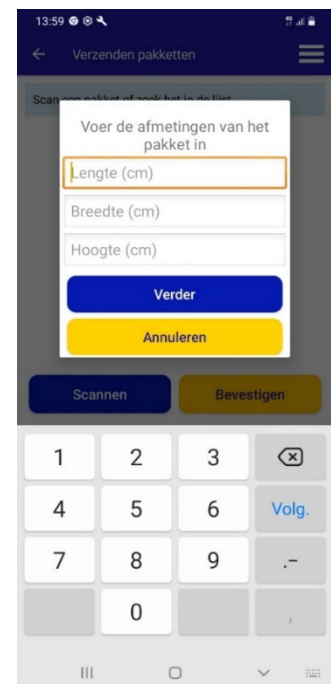 13:59
Verzenden pakketten
Scan een pakket of zoek het in de lijst
Voer de afmetingen van het
pakket in
Lengte (cm)
Breedte (cm)
Hoogte (cm)
Verder
Annuleren
Scannen
Bevestigen
1 2 3
4 5 6 Volg.
7 8 9 .-
0 ,